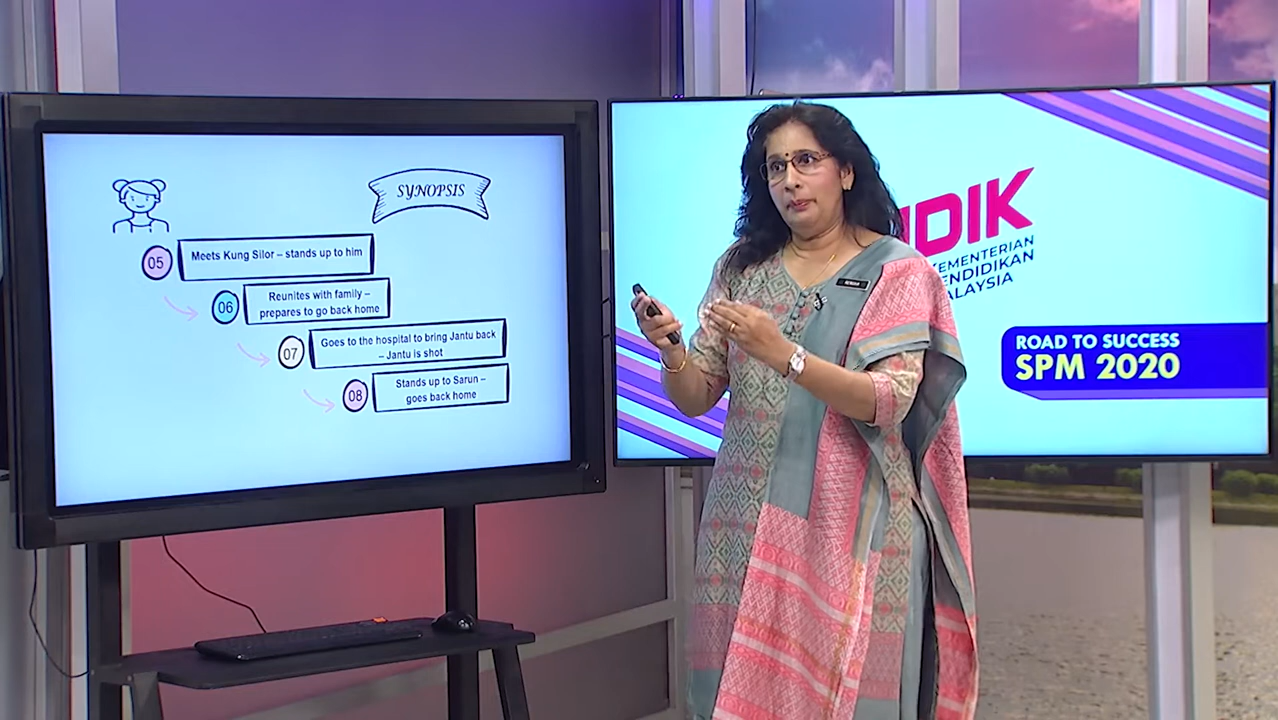 SYNOPSIS
05
Meets Kung Silor – stands up to him
06
Reunites with family –
prepares to go back home
07
Goes to the hospital to bring Jantu back
– Jantu is shot
08
Stands up to Sarun –
goes back home
IDIK
KEMENTERIAN
ENDIDIKAN
ALAYSIA
ROAD TO SUCCESS
SPM 2020